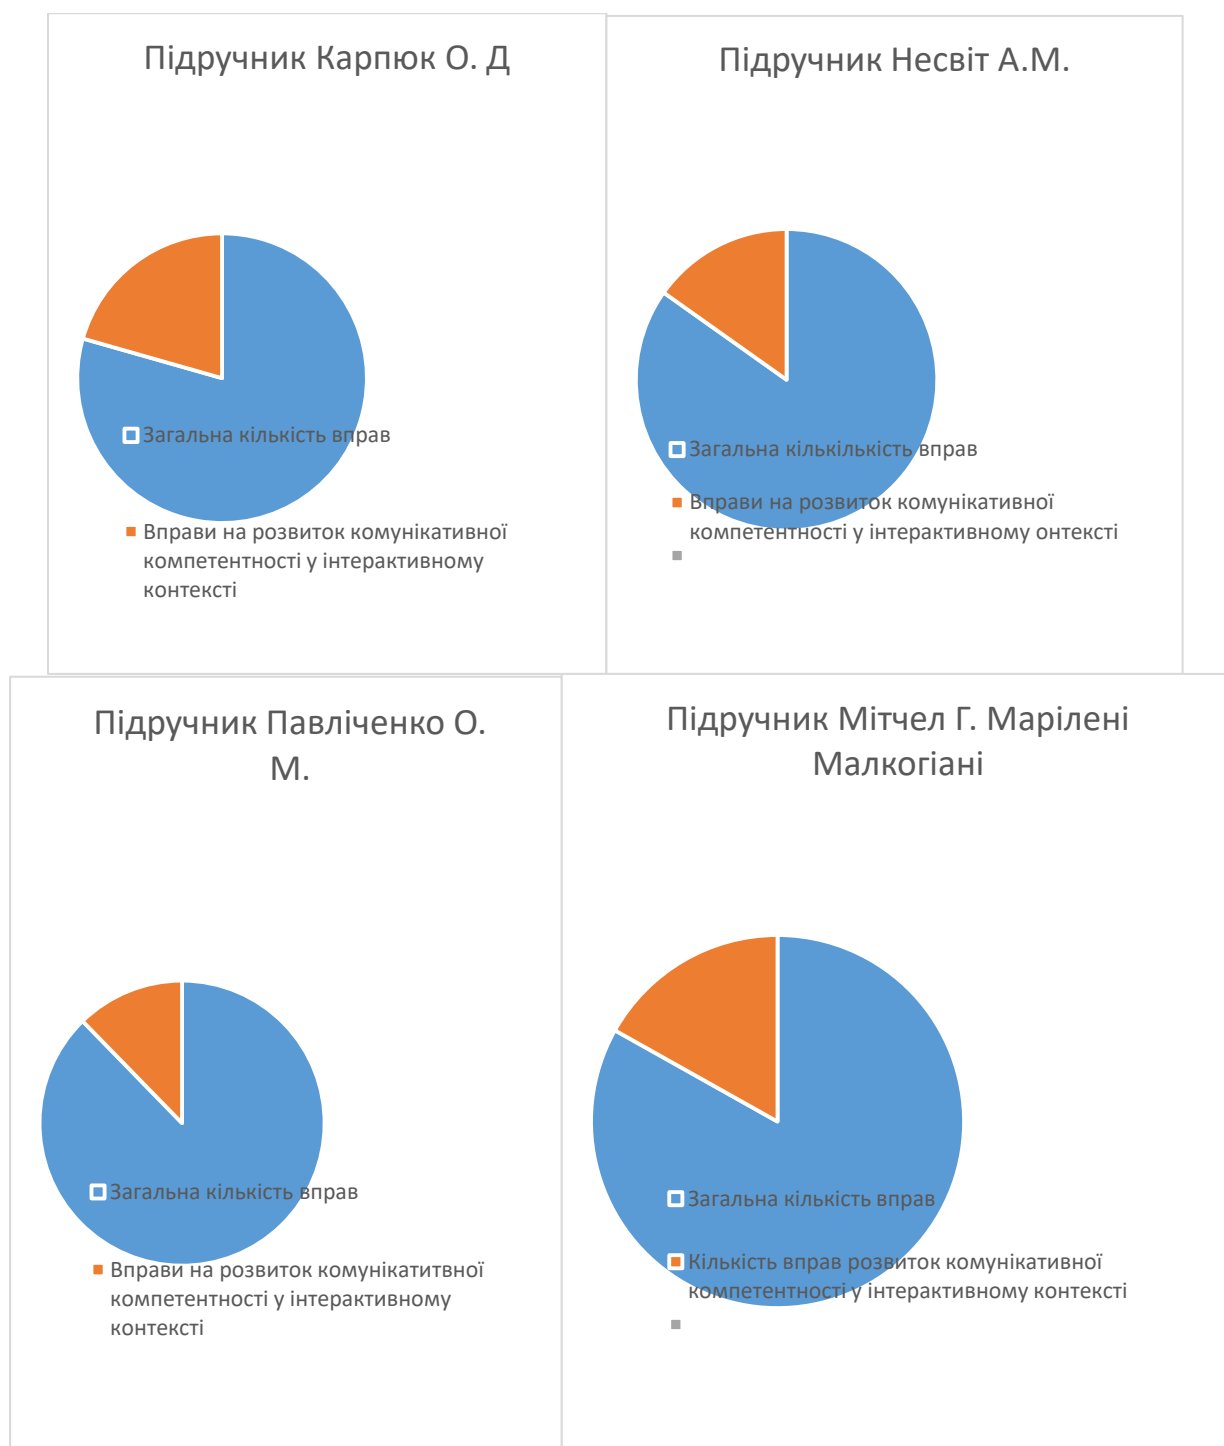 Підручник Карпюк О. Д
Загальна кількість вправ
Вправи на розвиток комунікативної
компетентності у інтерактивному
контексті
Підручник Несвіт А.М.
Загальна кількількість вправ
Вправи на розвиток комунікативної
компетентності у інтерактивному онтексті
Підручник Павліченко О.
М.
Загальна кількість вправ
Вправи на розвиток комунікатитвної
компетентності у інтерактивному
контексті
Підручник Мітчел Г. Марілені
Малкогіані
Загальна кількість вправ
Кількість вправ розвиток комунікативної
компетентності у інтерактивному контексті